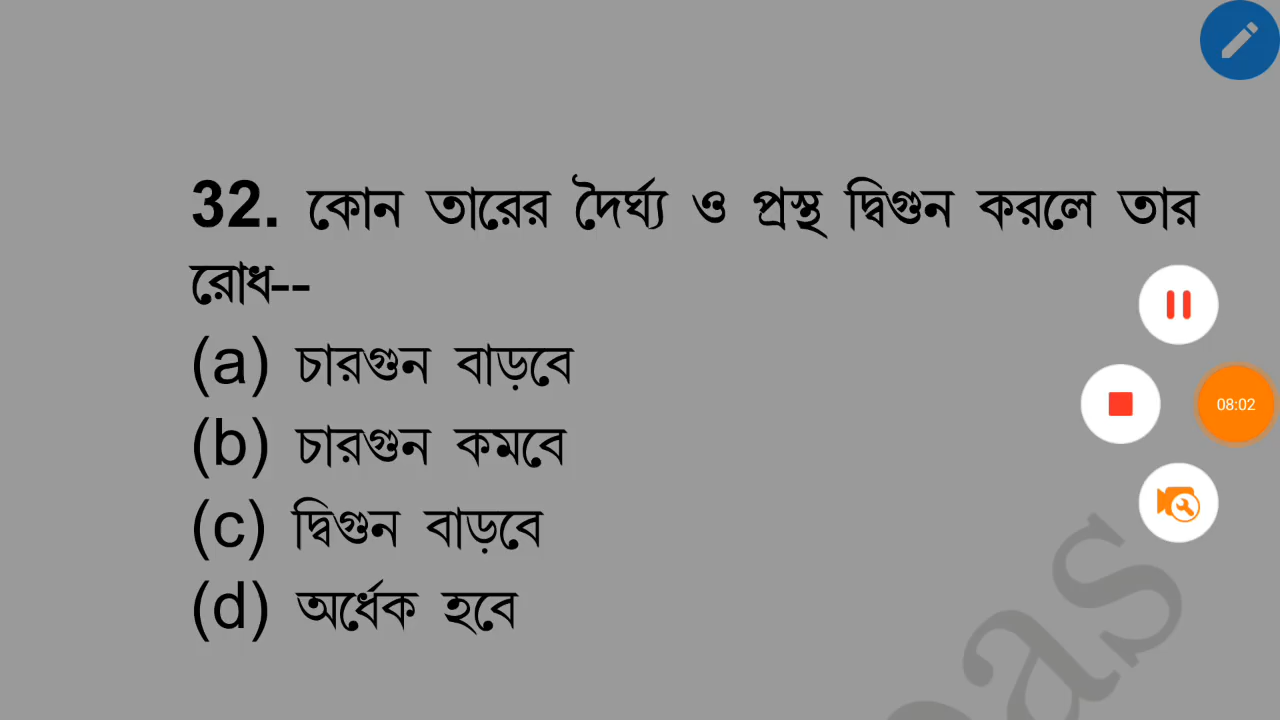 32. কোন তারের দৈর্ঘ্য ও প্রস্থ দ্বিগুন করলে তার
রোধ--
(a) চারগুন বাড়বে
(b) চারগুন কমবে
(c) দ্বিগুন বাড়বে
(d) অর্ধেক হবে
08:02